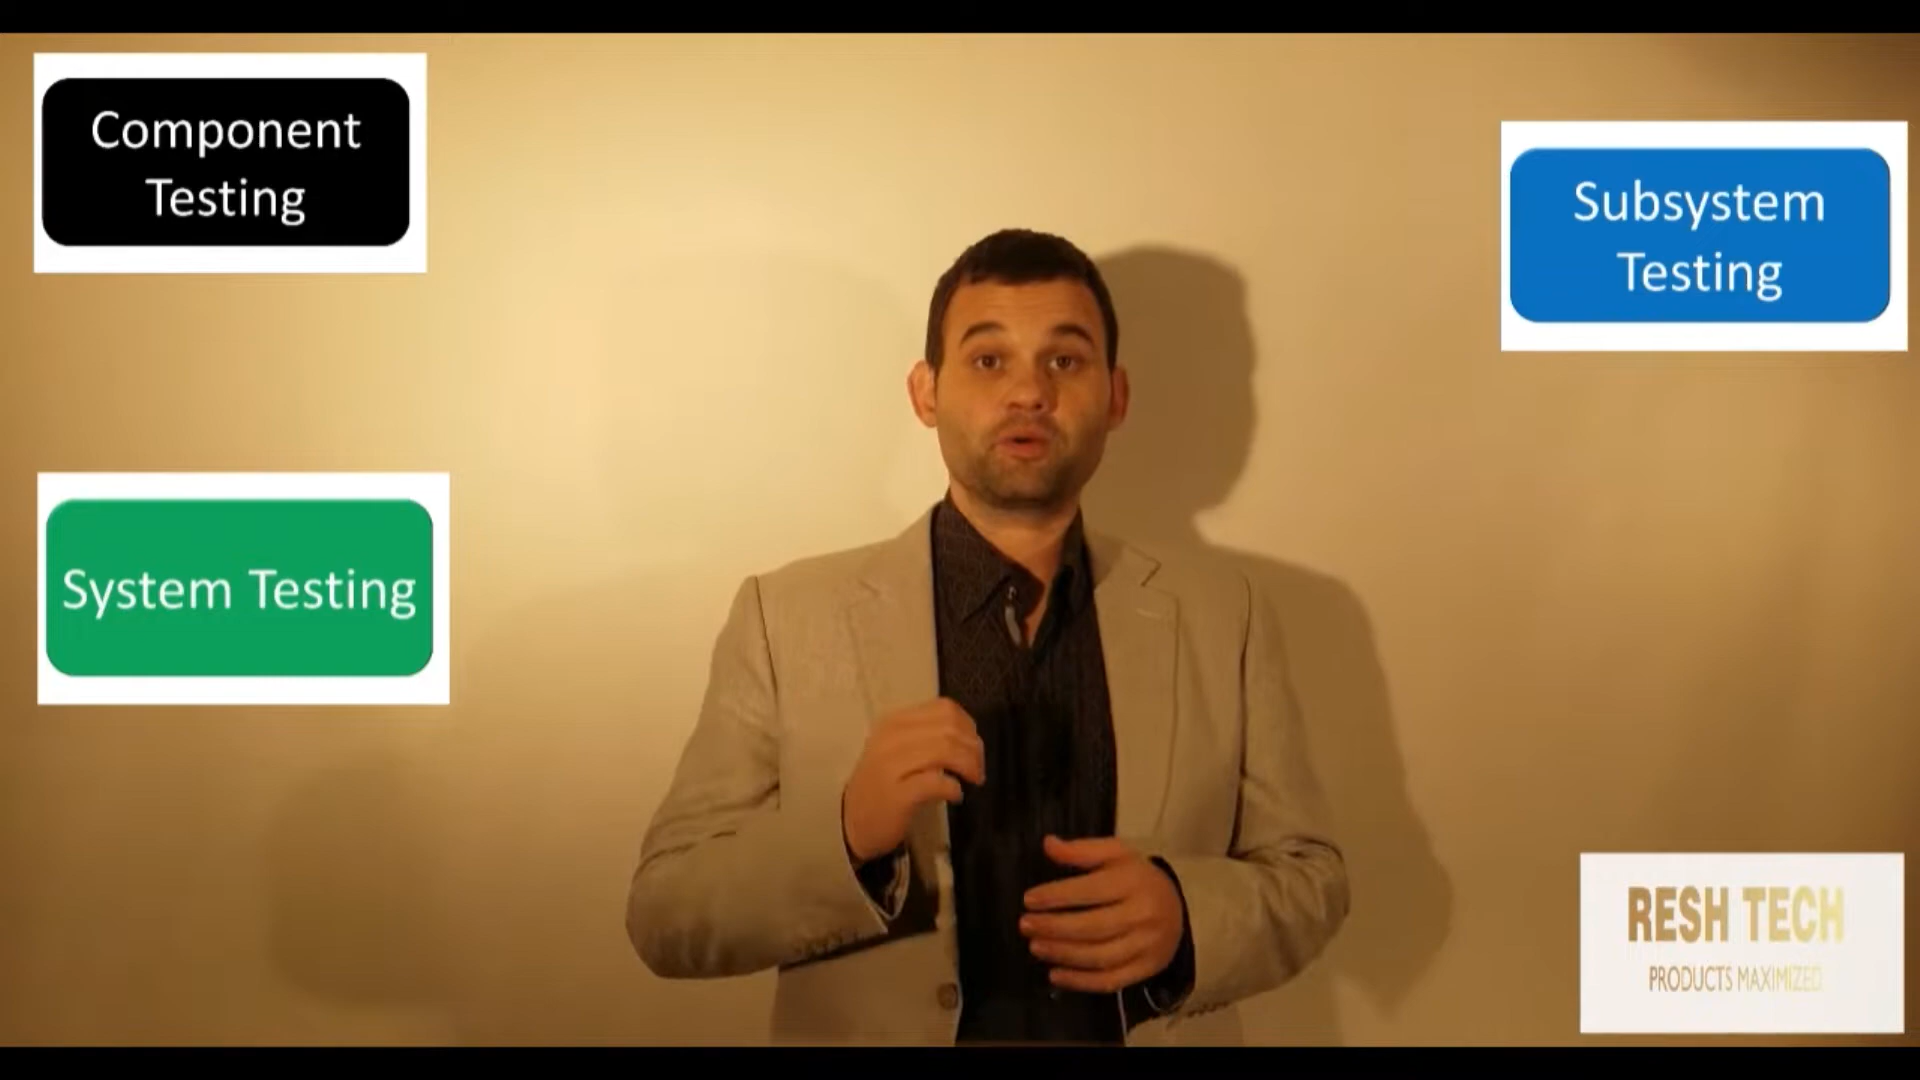 Component
Testing
Subsystem
Testing
System Testing
RESH TECH
PRODUCTS MAXIMIZED